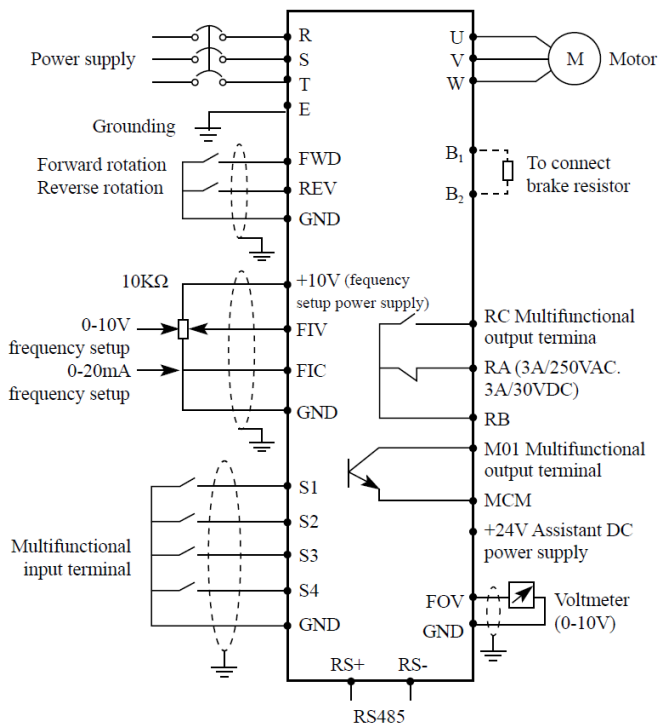 R
Power supply
S
T
E
Grounding
Forward rotation
FWD
Reverse rotation
REV
GND
10KΩ
+10V (fequency
setup power supply)
0-10V
frequency setup
FIV
0-20mA
frequency setup
FIC
GND
S1
S2
Multifunctional
input terminal
S3
S4
GND
U
V
W
M
Motor
B1
B2
To connect
brake resistor
RC Multifunctional
output termina
RA (3A/250VAC.
3A/30VDC)
RB
M01 Multifunctional
output terminal
MCM
+24V Assistant DC
power supply
FOV
GND
Voltmeter
(0-10V)
RS+ RS-
RS485